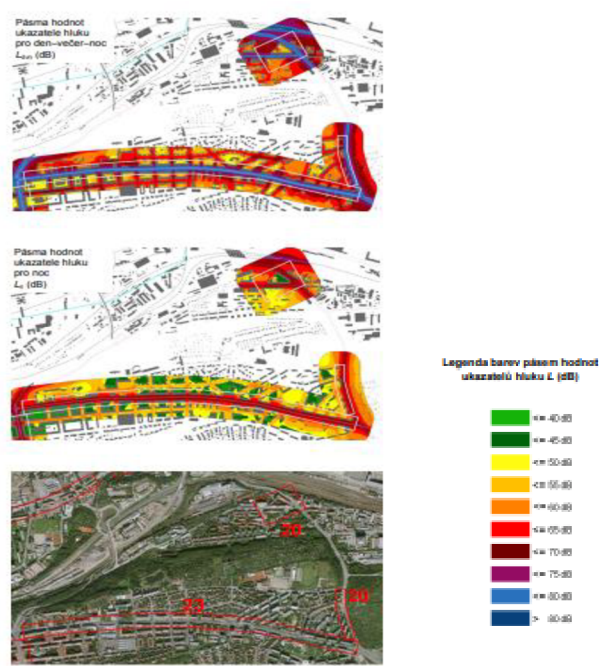 Pásma hodnot
ukazatele hluku
pro den–večer–noc
(dB)
Pásma hodnot
ukazatele hluku
pro noc
(dB)
20
23
20
Legenda barev pásem hodnot
ukazatelů hluku L (dB)
40 dB
45 dB
50 dB
55 dB
60 dB
65 dB
70 dB
75 dB
80 dB
> 80 dB